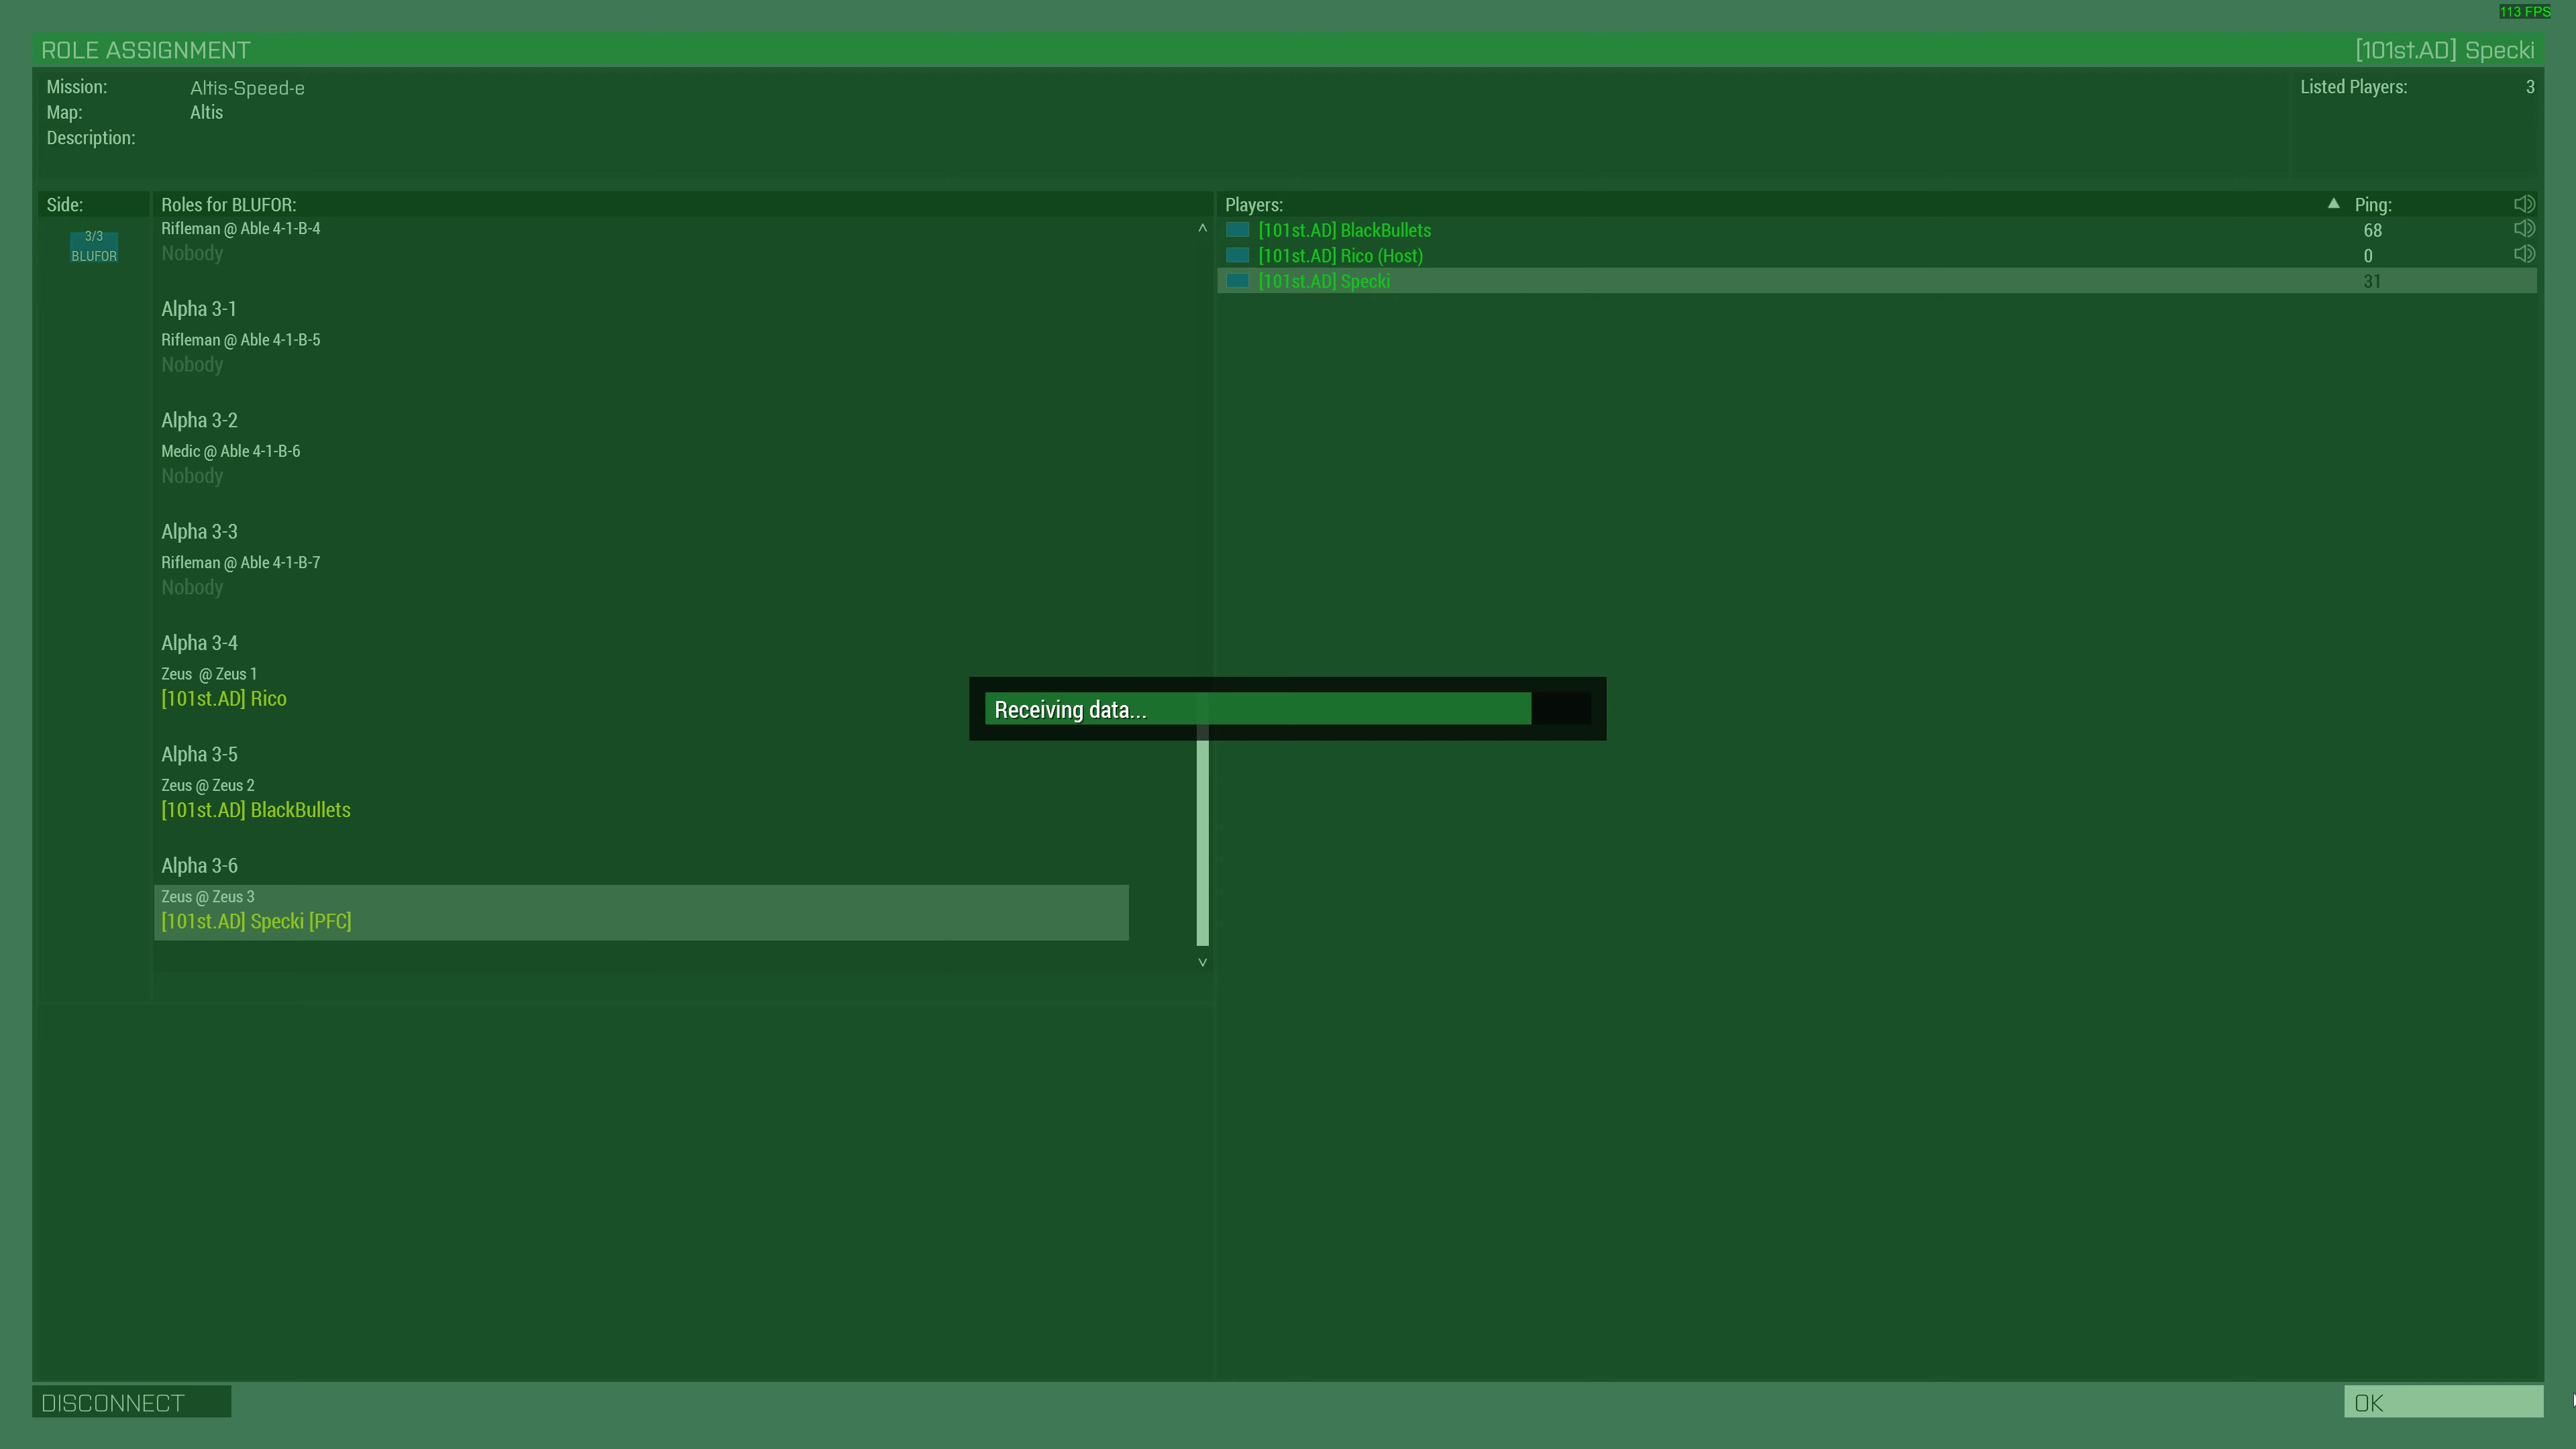 113 FPS
ROLE ASSIGNMENT
[101st.AD] Specki
Mission: Altis-Speed-e
Listed Players: 3
Map: Altis
Description:
Side:
Roles for BLUFOR:
Players:
Ping:
3/3
BLUFOR
Rifleman @ Able 4-1-B-4
Nobody
Alpha 3-1
Rifleman @ Able 4-1-B-5
Nobody
Alpha 3-2
Medic @ Able 4-1-B-6
Nobody
Alpha 3-3
Rifleman @ Able 4-1-B-7
Nobody
Alpha 3-4
Zeus @ Zeus 1
[101st.AD] Rico
Alpha 3-5
Zeus @ Zeus 2
[101st.AD] BlackBullets
Alpha 3-6
Zeus @ Zeus 3
[101st.AD] Specki [PFC]
[101st.AD] BlackBullets 68
[101st.AD] Rico (Host) 0
[101st.AD] Specki 31
Receiving data...
DISCONNECT
OK